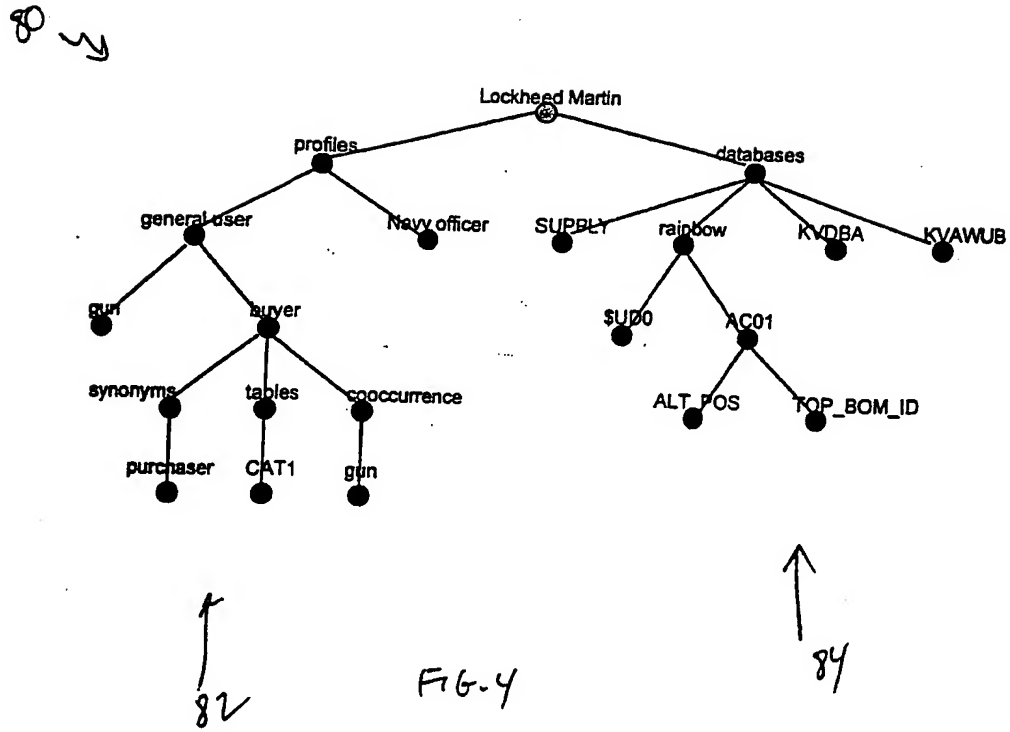 80
Lockheed Martin
profiles
databases
general user
Navy officer
SUPPLY
rainbow
KVDBA
KVAWUB
gun
buyer
$UD0
AC01
synonyms
tables
cooccurrence
ALT_POS
TOP_BOM_ID
purchaser
CAT1
gun
82
FIG-4
84